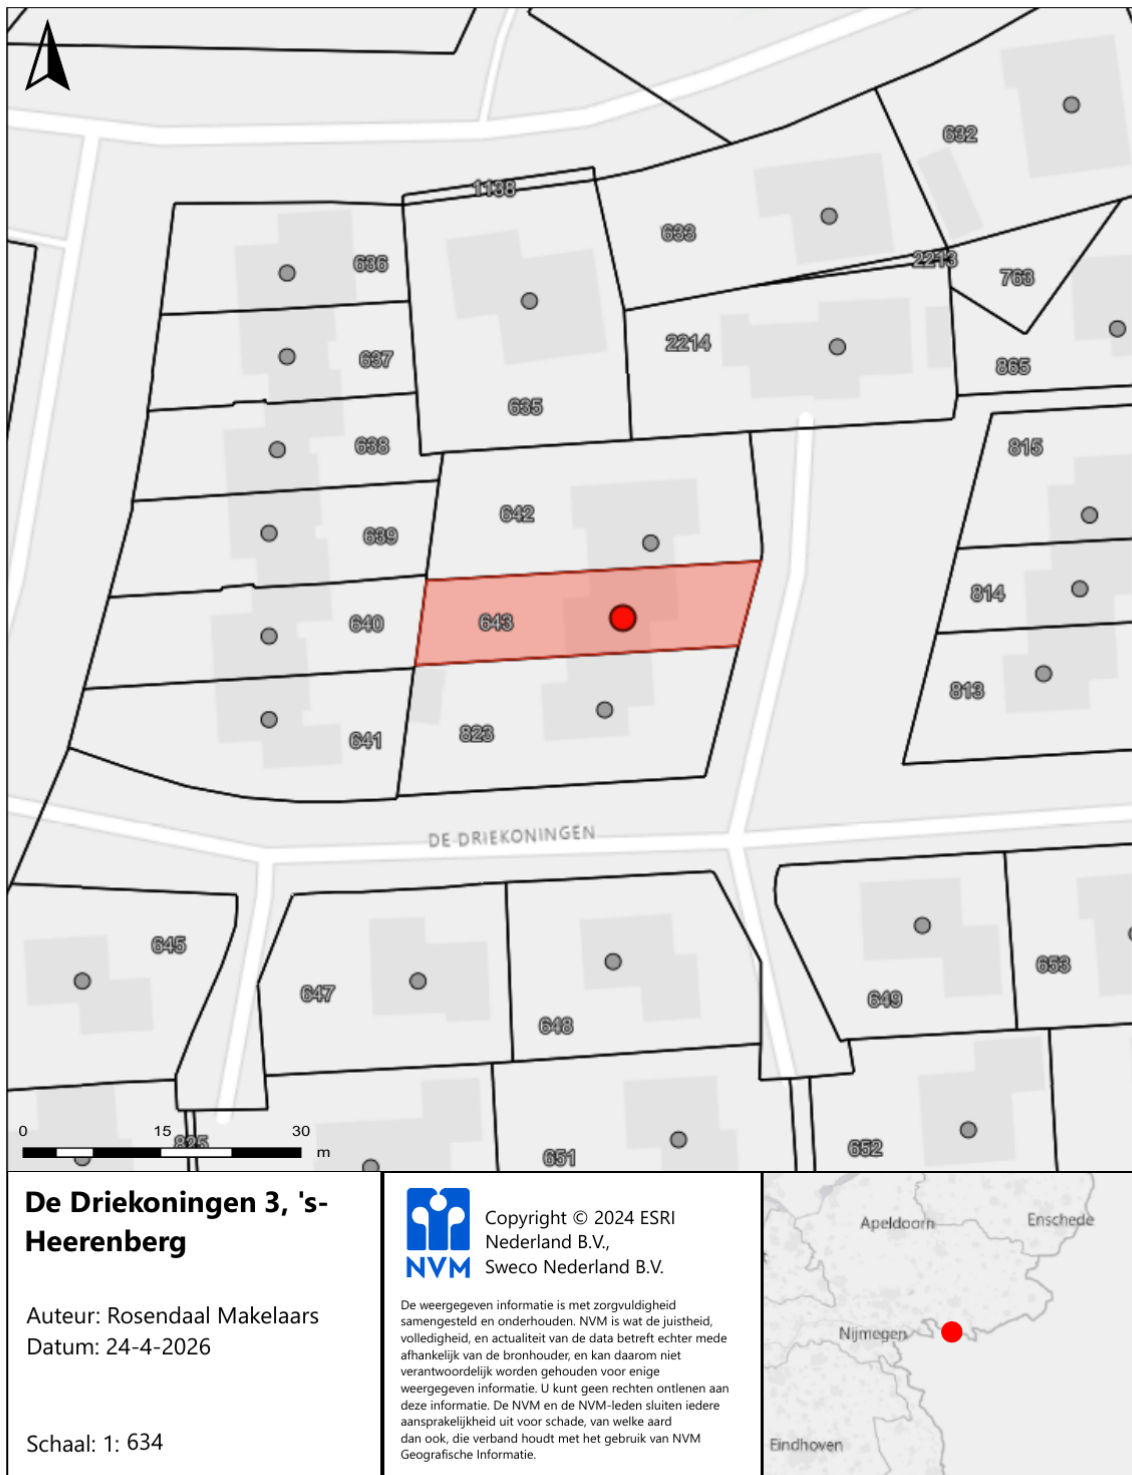 632
1138
633
2213
636
763
2214
637
865
635
638
815
642
639
814
643
640
813
823
641
DE DRIEKONINGEN
645
653
647
649
648
0 15 30
m
825
652
651
De Driekoningen 3, 's-
Heerenberg
Auteur: Rosendaal Makelaars
Datum: 24-4-2026
Schaal: 1: 634
NVM
Copyright © 2024 ESRI
Nederland B.V.,
Sweco Nederland B.V.
De weergegeven informatie is met zorgvuldigheid
samengesteld en onderhouden. NVM is wat de juistheid,
volledigheid, en actualiteit van de data betreft echter mede
afhankelijk van de bronhouder, en kan daarom niet
verantwoordelijk worden gehouden voor enige
weergegeven informatie. U kunt geen rechten ontlenen aan
deze informatie. De NVM en de NVM-leden sluiten iedere
aansprakelijkheid uit voor schade, van welke aard
dan ook, die verband houdt met het gebruik van NVM
Geografische Informatie.
Apeldoorn
Enschede
Nijmegen
Eindhoven